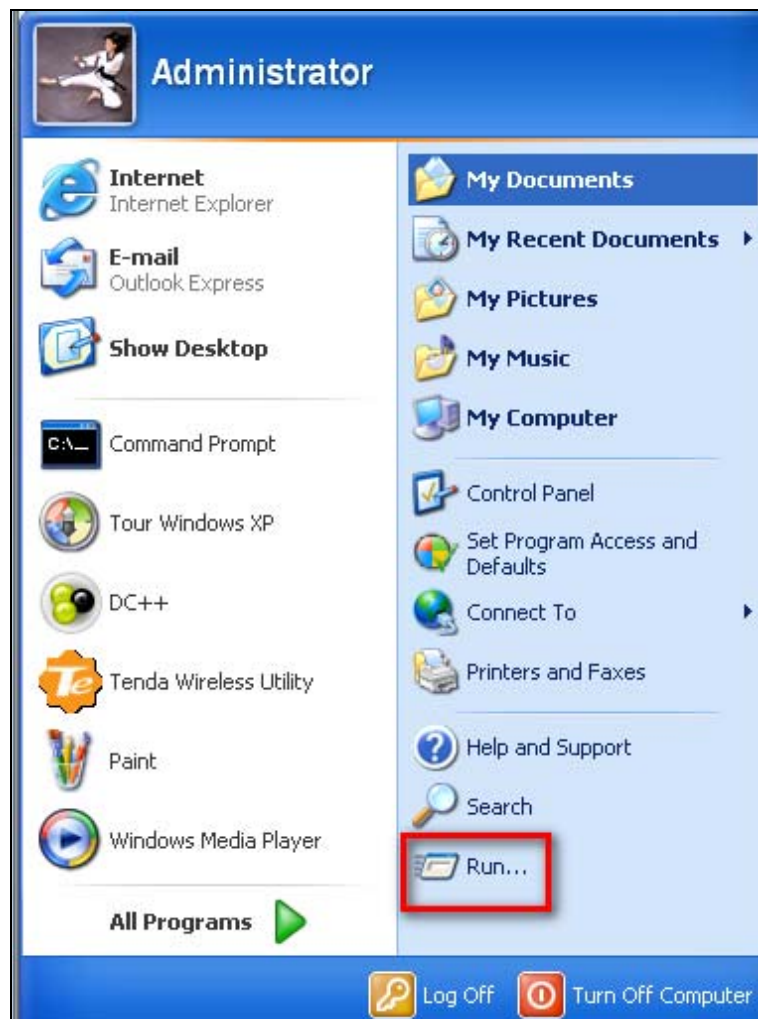 Administrator
Internet
Internet Explorer
E-mail
Outlook Express
Show Desktop
C:\_
Command Prompt
Tour Windows XP
DC++
Te
Tenda Wireless Utility
Paint
Windows Media Player
All Programs
My Documents
My Recent Documents
My Pictures
My Music
My Computer
Control Panel
Set Program Access and
Defaults
Connect To
Printers and Faxes
Help and Support
Search
Run...
Log Off
Turn Off Computer